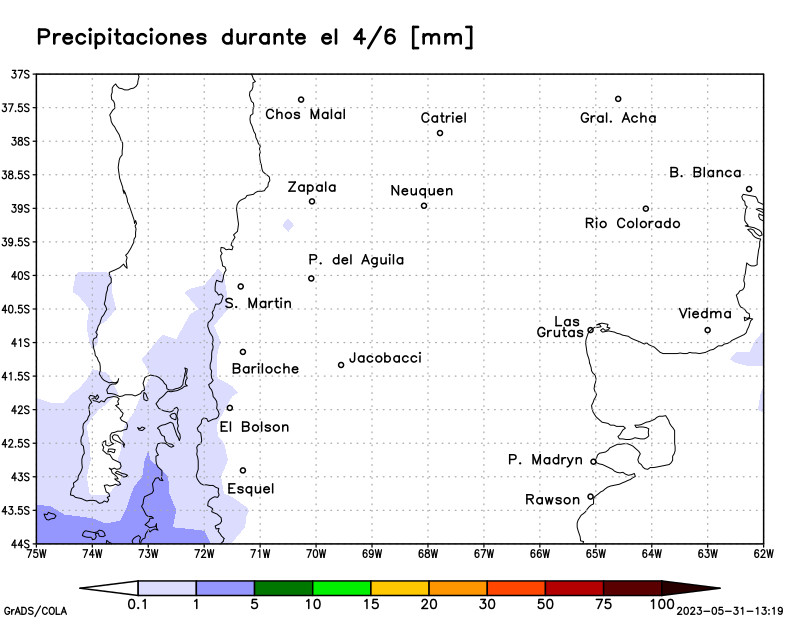 Precipitaciones durante el 4/6 [mm]
37S
Chos Malal
Gral. Acha
37.5S
Catriel
38S
B. Blanca
38.5S
Zapala
Neuquen
39S
Rio Colorado
39.5S
P. del Aguila
40S
S. Martin
40.5S
Viedma
Las
Grutas
41S
Jacobacci
Bariloche
41.5S
42S
El Bolson
42.5S
P. Madryn
43S
Esquel
Rawson
43.5S
44S
75W 74W 73W 72W 71W 70W 69W 68W 67W 66W 65W 64W 63W 62W
0.1 1 5 10 15 20 30 50 75 100
GrADS/COLA
2023-05-31-13:19